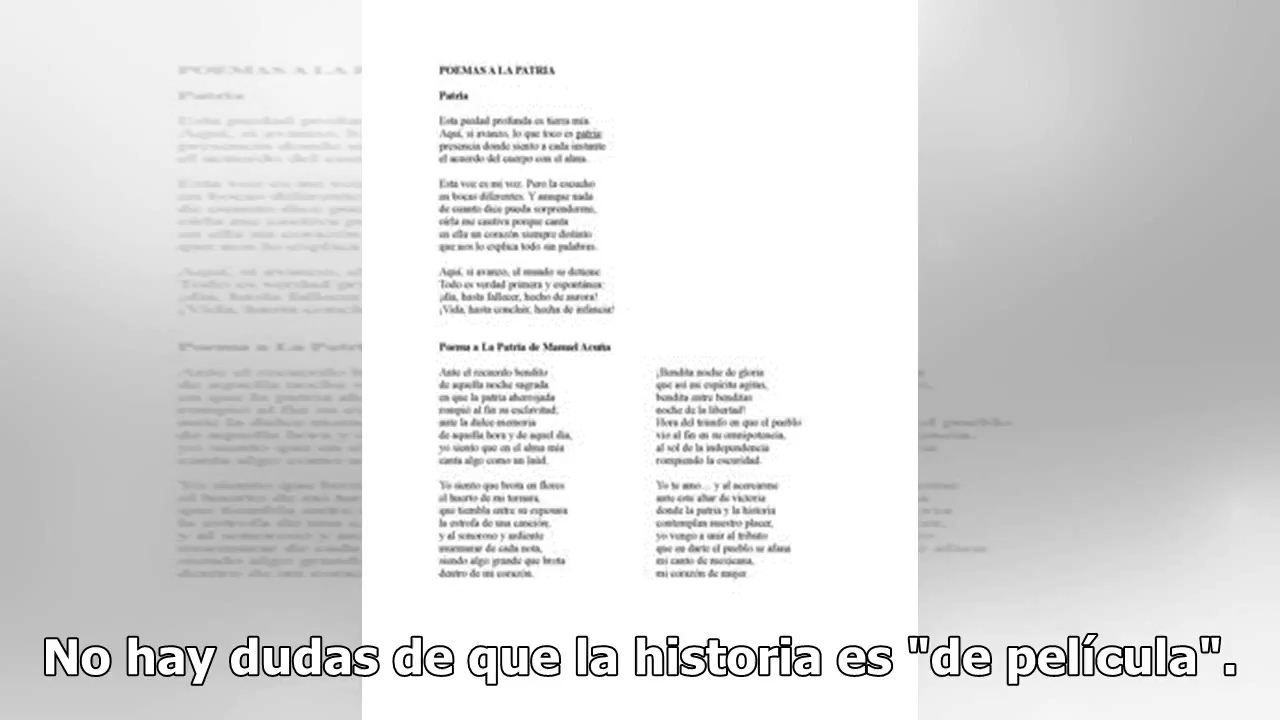 POEMAS A LA PATRIA
Patria
Esta piedad profunda es tierra mía.
Aquí, si avanzo, lo que toco es patria:
presencia donde siento a cada instante
el acuerdo del cuerpo con el alma.
Esta voz es mi voz. Pero la escucho
en bocas diferentes. Y aunque nada
de cuanto dice pueda sorprenderme,
oírla me cautiva porque canta
en ella un corazón siempre distinto
que nos lo explica todo sin palabras.
Aquí, si avanzo, el mundo se detiene.
Todo es verdad primera y espontánea:
¡día, hasta fallecer, hecho de aurora!
¡Vida, hasta concluir, hecha de infancia!
Poema a La Patria de Manuel Acuña
Ante el recuerdo bendito
de aquella noche sagrada
en que la patria aherrojada
rompió al fin su esclavitud;
ante la dulce memoria
de aquella hora y de aquel día,
yo siento que en el alma mía
canta algo como un laúd.
Yo siento que brota en flores
el huerto de mi ternura,
que tiembla entre su espesura
la estrofa de una canción;
y al sonoroso y ardiente
murmurar de cada nota,
siendo algo grande que brota
dentro de mi corazón.
¡Bendita noche de gloria
que así mi espíritu agitas,
bendita entre benditas
noche de la libertad!
Hora del triunfo en que el pueblo
vio al fin en su omnipotencia,
al sol de la independencia
rompiendo la oscuridad.
Yo te amo… y al acercarme
ante este altar de victoria
donde la patria y la historia
contemplan nuestro placer,
yo vengo a unir al tributo
que en darte el pueblo se afana
mi canto de mexicana,
mi corazón de mujer.
No hay dudas de que la historia es "de película".